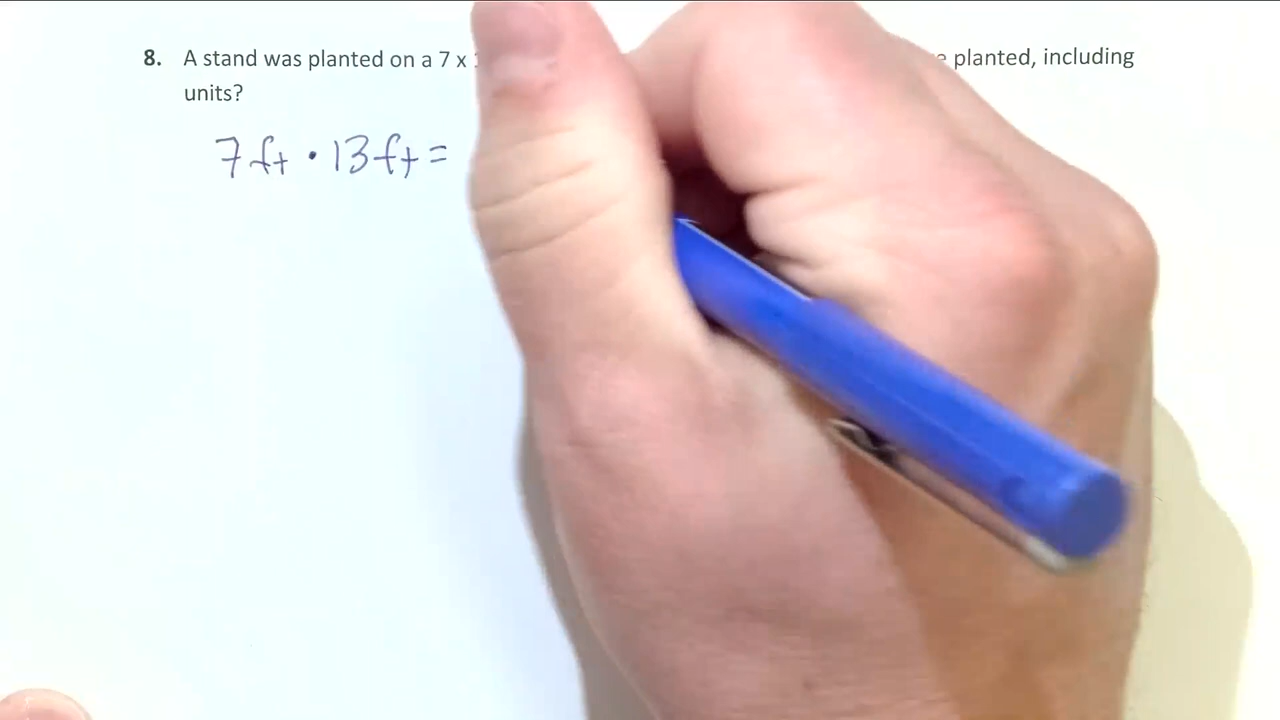 8. A stand was planted on a 7 x planted, including
units?
7ft · 13ft =